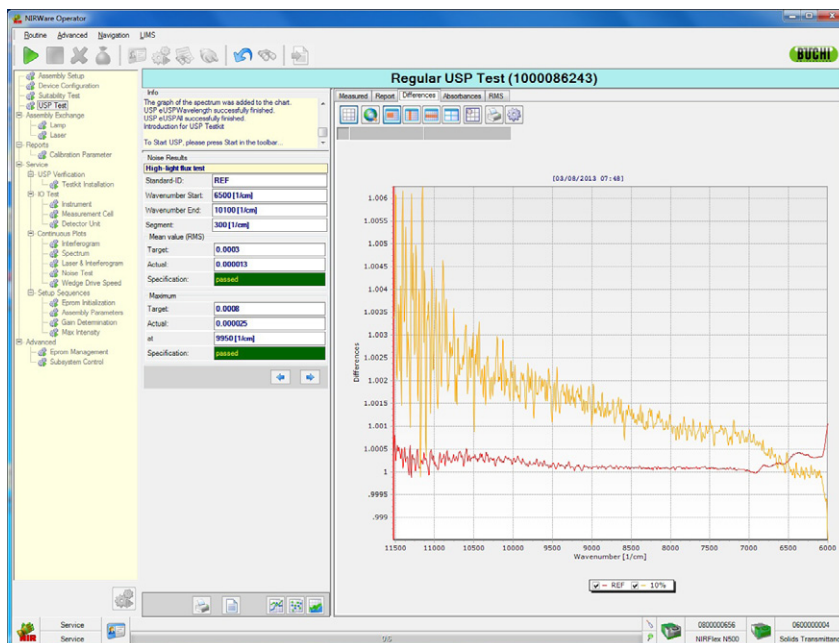 NIRWare Operator
Routine Advanced Navigation LIMS
BUCHI
Assembly Setup
Device Configuration
Suitability Test
USP Test
Assembly Exchange
Lamp
Laser
Reports
Calibration Parameter
Service
USP Verification
Testkit Installation
IO Test
Instrument
Measurement Cell
Detector Unit
Continuous Plots
Interferogram
Spectrum
Laser & Interferogram
Noise Test
Wedge Drive Speed
Setup Sequences
Eprom Initialization
Assembly Parameters
Gain Determination
Max Intensity
Advanced
Eprom Management
Subsystem Control
Regular USP Test (1000086243)
Info
The graph of the spectrum was added to the chart.
USP eUSPWavelength successfully finished.
USP eUSPAll successfully finished.
Introduction for USP Testkit
To Start USP, please press Start in the toolbar...
Noise Results
High-light flux test
Standard-ID: REF
Wavenumber Start: 6500 [1/cm]
Wavenumber End: 10100 [1/cm]
Segment: 300 [1/cm]
Mean value (RMS)
Target: 0.0003
Actual: 0.000013
Specification: passed
Maximum
Target: 0.0008
Actual: 0.000025
at 9950 [1/cm]
Specification: passed
Measured Report Differences Absorbances RMS
[03/08/2013 07:48]
1.006
1.0055
1.005
1.0045
1.004
1.0035
1.003
1.0025
1.002
1.0015
1.001
1.0005
1
.9995
.999
Differences
11500 11000 10500 10000 9500 9000 8500 8000 7500 7000 6500 6000
Wavenumber [1/cm]
REF 10%
NIR
Service
Service
0800000656
NIRFlex N500
0600000004
Solids Transmittance